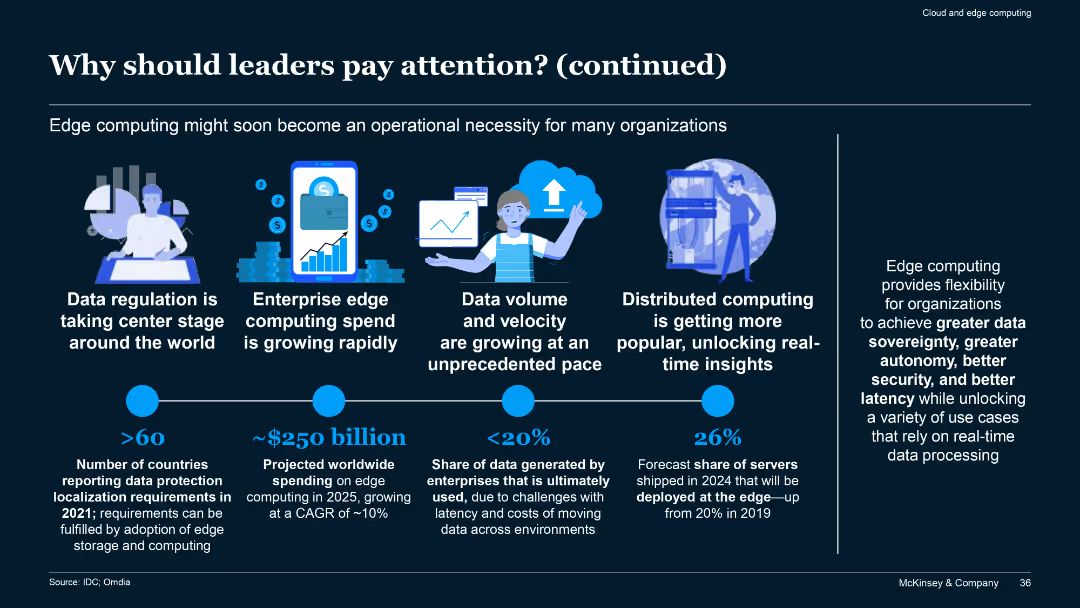 Cloud and edge computing
Why should leaders pay attention? (continued)
Edge computing might soon become an operational necessity for many organizations
Data regulation is
taking center stage
around the world
>60
Number of countries
reporting data protection
localization requirements in
2021; requirements can be
fulfilled by adoption of edge
storage and computing
Enterprise edge
computing spend
is growing rapidly
~$250 billion
Projected worldwide
spending on edge
computing in 2025, growing
at a CAGR of ~10%
Data volume
and velocity
are growing at an
unprecedented pace
<20%
Share of data generated by
enterprises that is ultimately
used, due to challenges with
latency and costs of moving
data across environments
Distributed computing
is getting more
popular, unlocking real-
time insights
26%
Forecast share of servers
shipped in 2024 that will be
deployed at the edge—up
from 20% in 2019
Edge computing
provides flexibility
for organizations
to achieve greater data
sovereignty, greater
autonomy, better
security, and better
latency while unlocking
a variety of use cases
that rely on real-time
data processing
Source: IDC; Omdia
McKinsey & Company 36